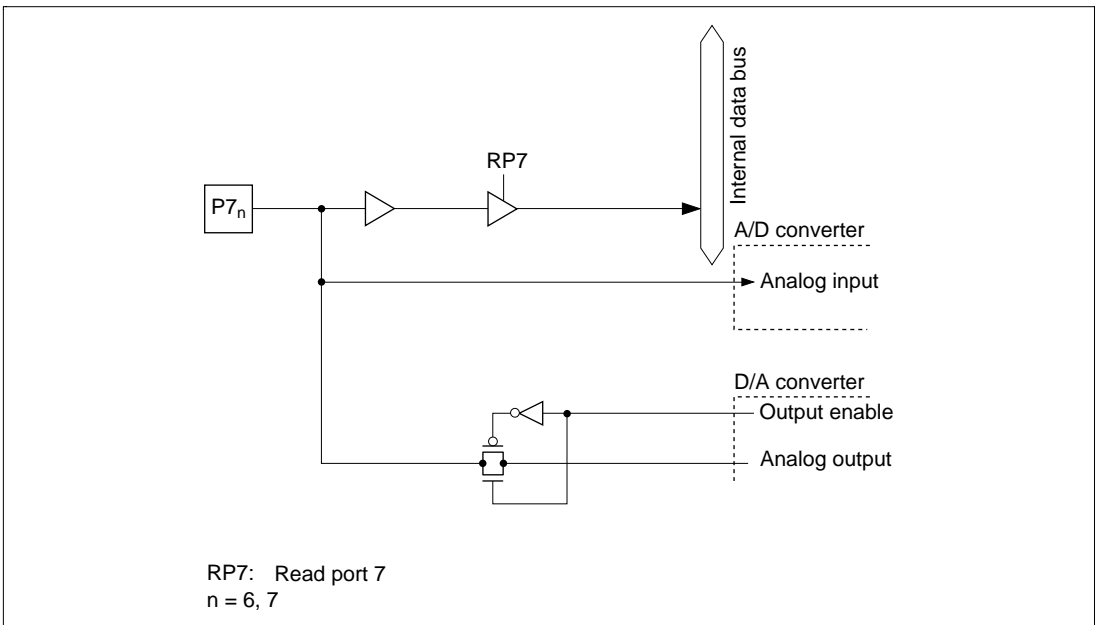 Internal data bus
RP7
P7n
A/D converter
Analog input
D/A converter
Output enable
Analog output
RP7: Read port 7
n = 6, 7